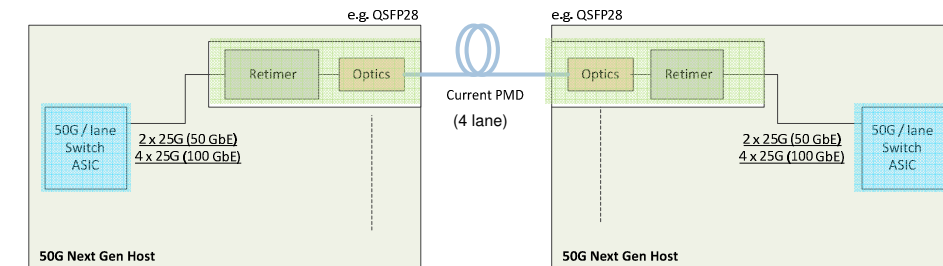 e.g. QSFP28
e.g. QSFP28
Retimer
Optics
Optics
Retimer
Current PMD
(4 lane)
50G / lane
Switch
ASIC
2 x 25G (50 GbE)
4 x 25G (100 GbE)
2 x 25G (50 GbE)
4 x 25G (100 GbE)
50G / lane
Switch
ASIC
50G Next Gen Host
50G Next Gen Host